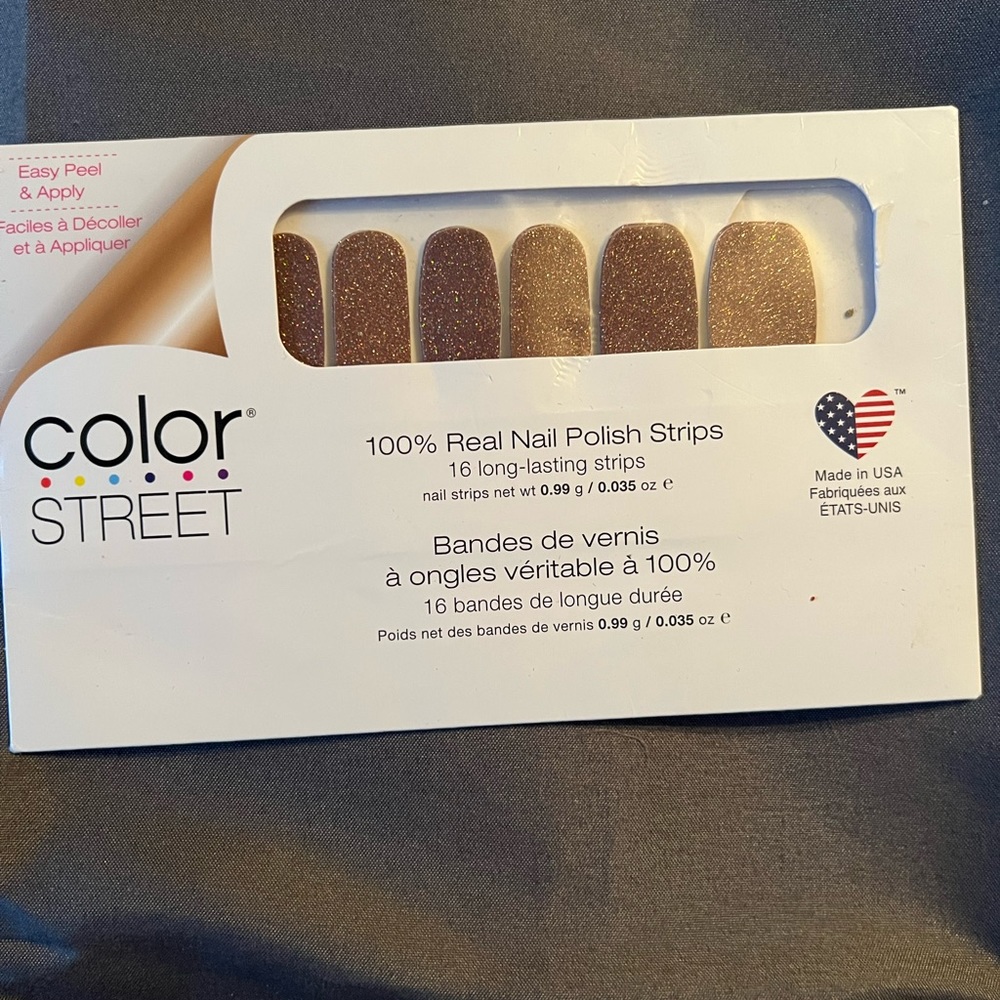 Easy Peel
& Apply
Faciles à Décoller
et à Appliquer
color®
STREET
100% Real Nail Polish Strips
16 long-lasting strips
nail strips net wt 0.99 g / 0.035 oz ℮
Bandes de vernis
à ongles véritable à 100%
16 bandes de longue durée
Poids net des bandes de vernis 0.99 g / 0.035 oz ℮
™
Made in USA
Fabriquées aux
ÉTATS-UNIS